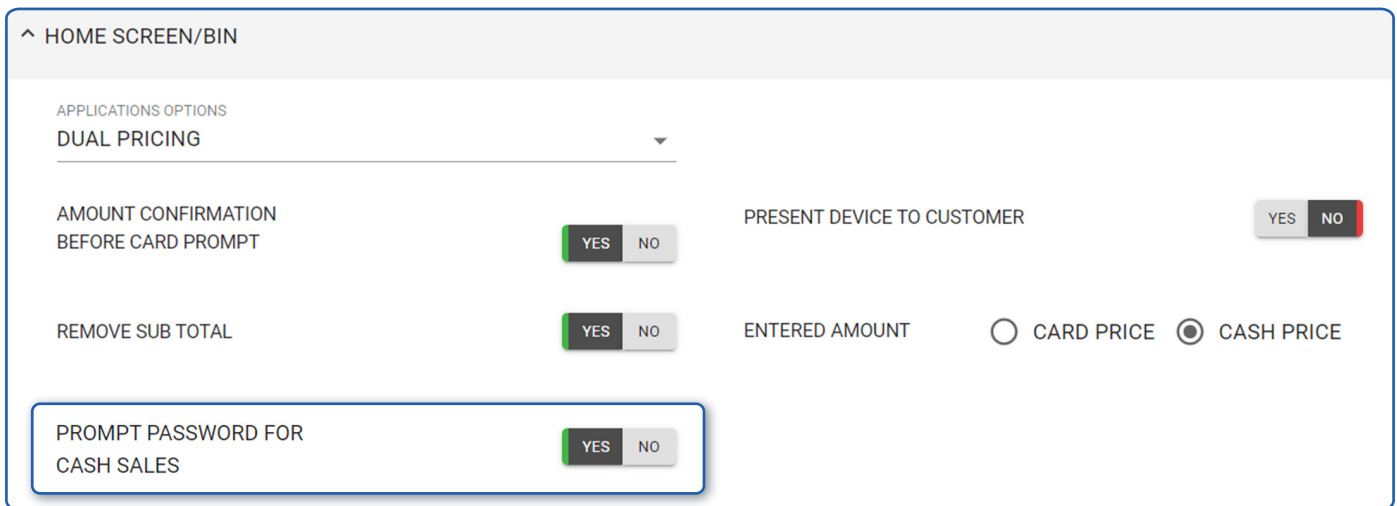 HOME SCREEN/BIN
APPLICATIONS OPTIONS
DUAL PRICING
AMOUNT CONFIRMATION
BEFORE CARD PROMPT
YES NO
PRESENT DEVICE TO CUSTOMER
YES NO
REMOVE SUB TOTAL
YES NO
ENTERED AMOUNT
CARD PRICE
CASH PRICE
PROMPT PASSWORD FOR
CASH SALES
YES NO